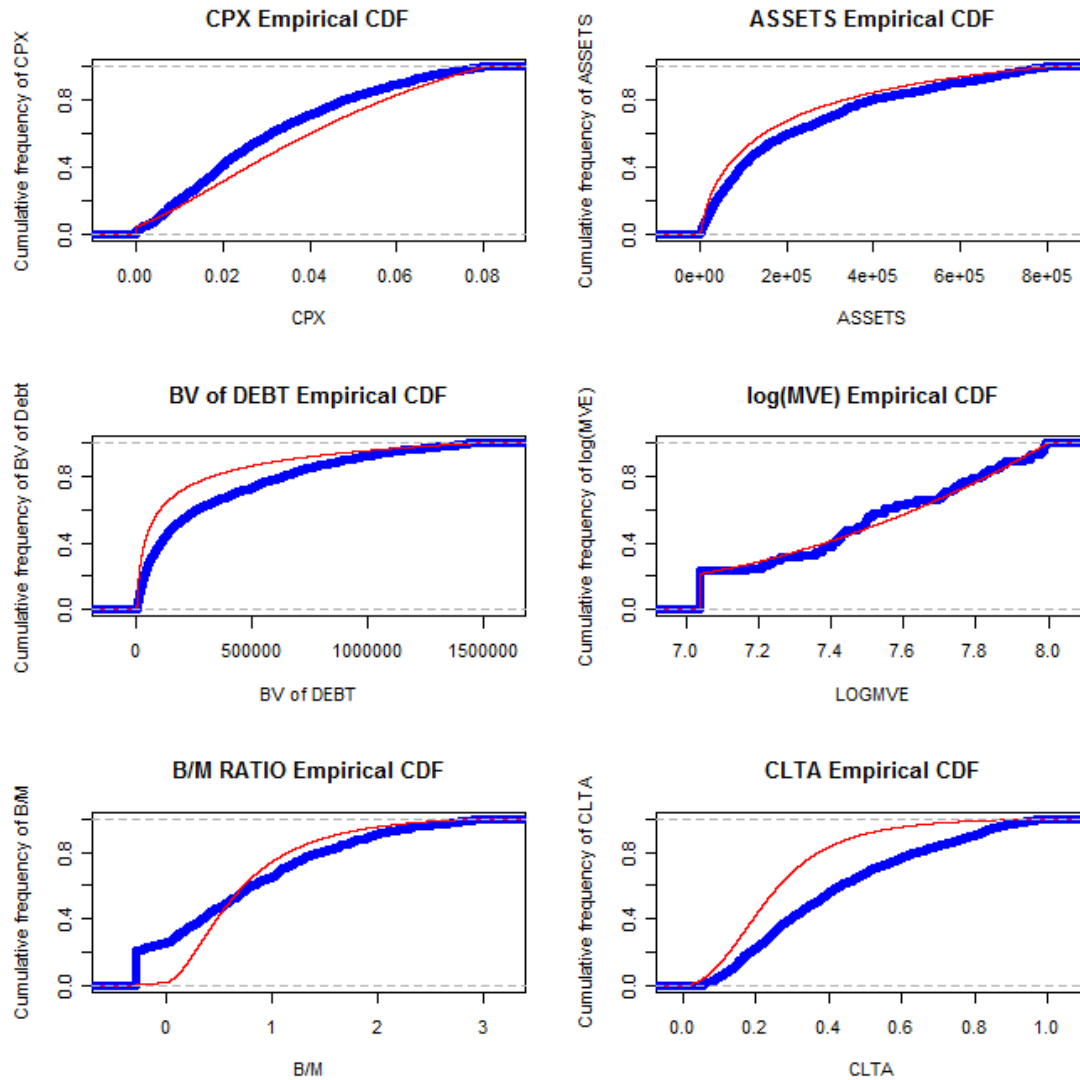 CPX Empirical CDF
Cumulative frequency of CPX
0.0 0.4 0.8
0.00 0.02 0.04 0.06 0.08
CPX
ASSETS Empirical CDF
Cumulative frequency of ASSETS
0.0 0.4 0.8
0e+00 2e+05 4e+05 6e+05 8e+05
ASSETS
BV of DEBT Empirical CDF
Cumulative frequency of BV of Debt
0.0 0.4 0.8
0 500000 1000000 1500000
BV of DEBT
log(MVE) Empirical CDF
Cumulative frequency of log(MVE)
0.0 0.4 0.8
7.0 7.2 7.4 7.6 7.8 8.0
LOGMVE
B/M RATIO Empirical CDF
Cumulative frequency of B/M
0.0 0.4 0.8
0 1 2 3
B/M
CLTA Empirical CDF
Cumulative frequency of CLTA
0.0 0.4 0.8
0.0 0.2 0.4 0.6 0.8 1.0
CLTA